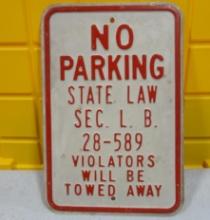 NO
PARKING
STATE LAW
SEC. L. B.
28-589
VIOLATORS
WILL BE
TOWED AWAY